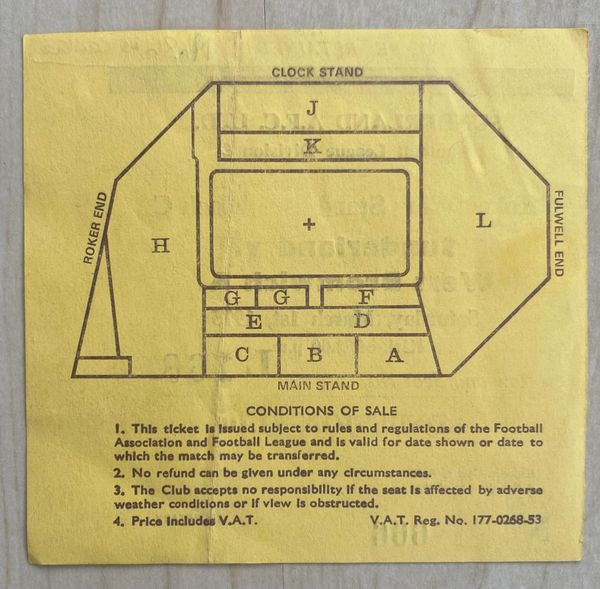 CLOCK STAND
J
K
ROKER END
H
+
L
FULWELL END
G G F
E D
C B A
MAIN STAND
CONDITIONS OF SALE
1. This ticket is issued subject to rules and regulations of the Football
Association and Football League and is valid for date shown or date to
which the match may be transferred.
2. No refund can be given under any circumstances.
3. The Club accepts no responsibility if the seat is affected by adverse
weather conditions or if view is obstructed.
4. Price includes V.A.T. V.A.T. Reg. No. 177-0268-53